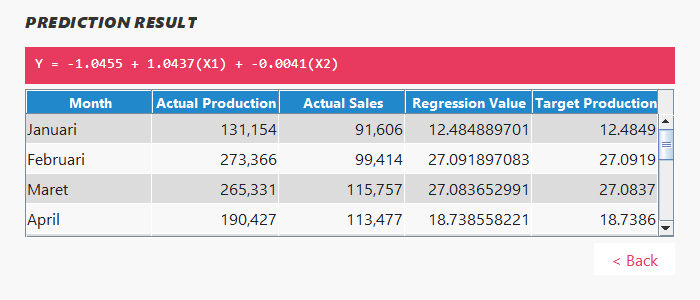 PREDICTION RESULT
Y = -1.0455 + 1.0437(X1) + -0.0041(X2)
Month Actual Production Actual Sales Regression Value Target Production
Januari 131,154 91,606 12.484889701 12.4849
Februari 273,366 99,414 27.091897083 27.0919
Maret 265,331 115,757 27.083652991 27.0837
April 190,427 113,477 18.738558221 18.7386
< Back